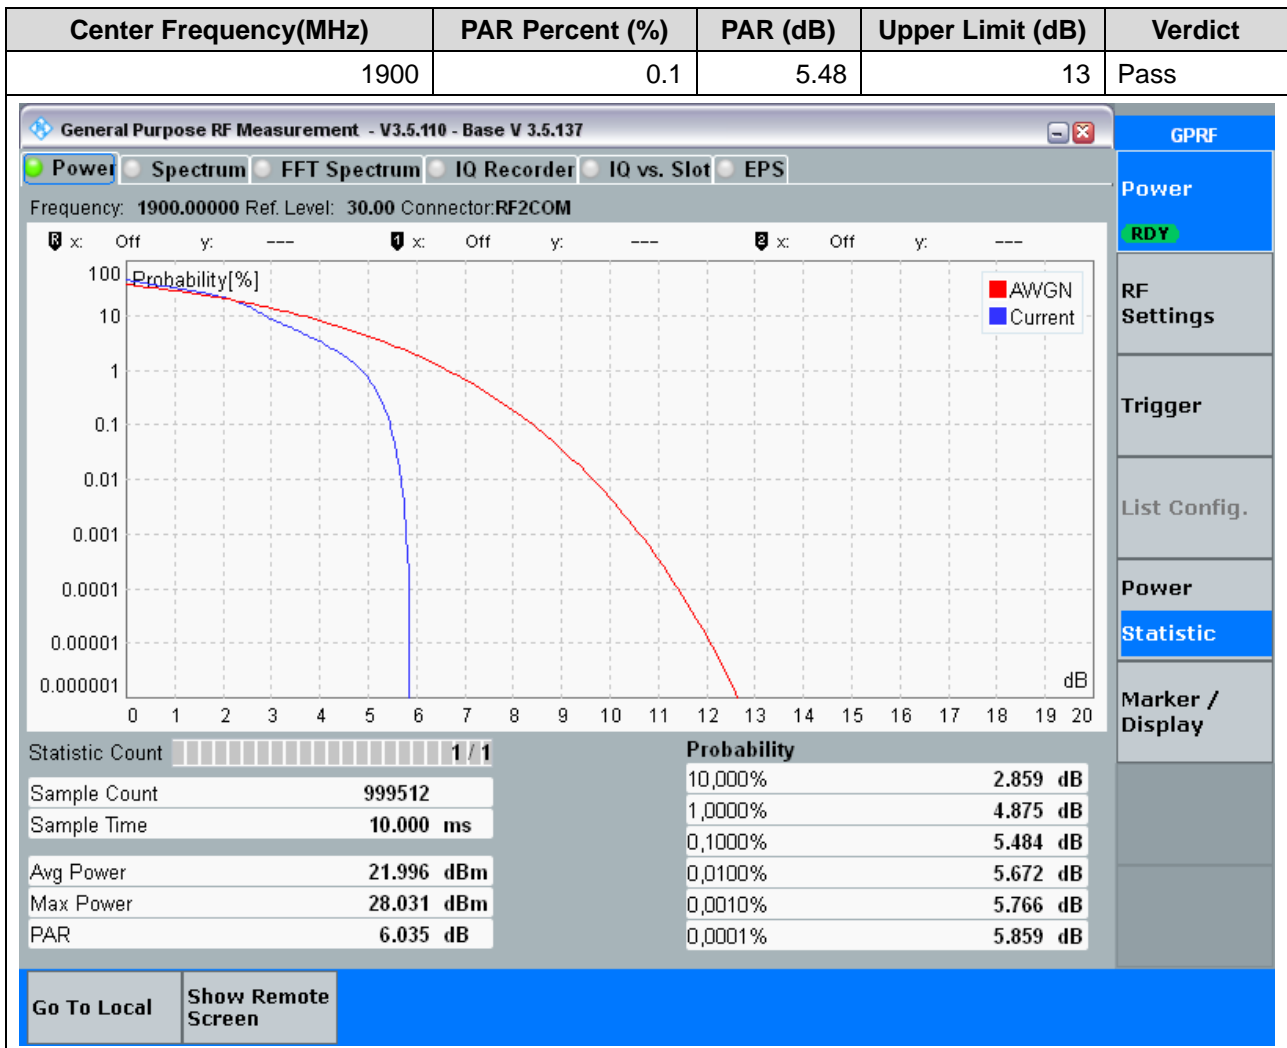 Center Frequency(MHz) PAR Percent (%) PAR (dB) Upper Limit (dB) Verdict
1900 0.1 5.48 13 Pass
General Purpose RF Measurement - V3.5.110 - Base V 3.5.137
GPRF
Power Spectrum FFT Spectrum IQ Recorder IQ vs. Slot EPS
Power
RDY
Frequency: 1900.00000 Ref. Level: 30.00 Connector:RF2COM
R x: Off y: --- 1 x: Off y: --- 2 x: Off y: ---
Probability[%]
AWGN
Current
100
10
1
0.1
0.01
0.001
0.0001
0.00001
0.000001
dB
0 1 2 3 4 5 6 7 8 9 10 11 12 13 14 15 16 17 18 19 20
RF
Settings
Trigger
List Config.
Power
Statistic
Marker /
Display
Statistic Count 1 / 1
Sample Count 999512
Sample Time 10.000 ms
Avg Power 21.996 dBm
Max Power 28.031 dBm
PAR 6.035 dB
Probability
10,000% 2.859 dB
1,0000% 4.875 dB
0,1000% 5.484 dB
0,0100% 5.672 dB
0,0010% 5.766 dB
0,0001% 5.859 dB
Go To Local
Show Remote
Screen